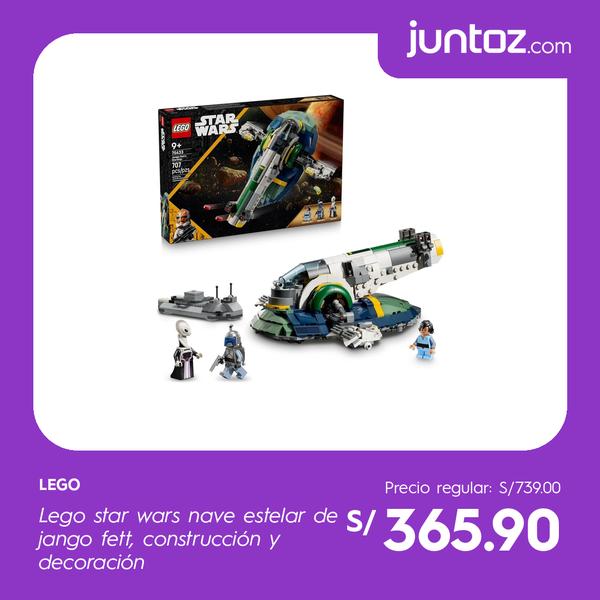 juntoz.com
LEGO
STAR
WARS
9+
75433
707
pcs/pzs
LEGO
Lego star wars nave estelar de
jango fett, construcción y
decoración
Precio regular: S/739.00
S/ 365.90